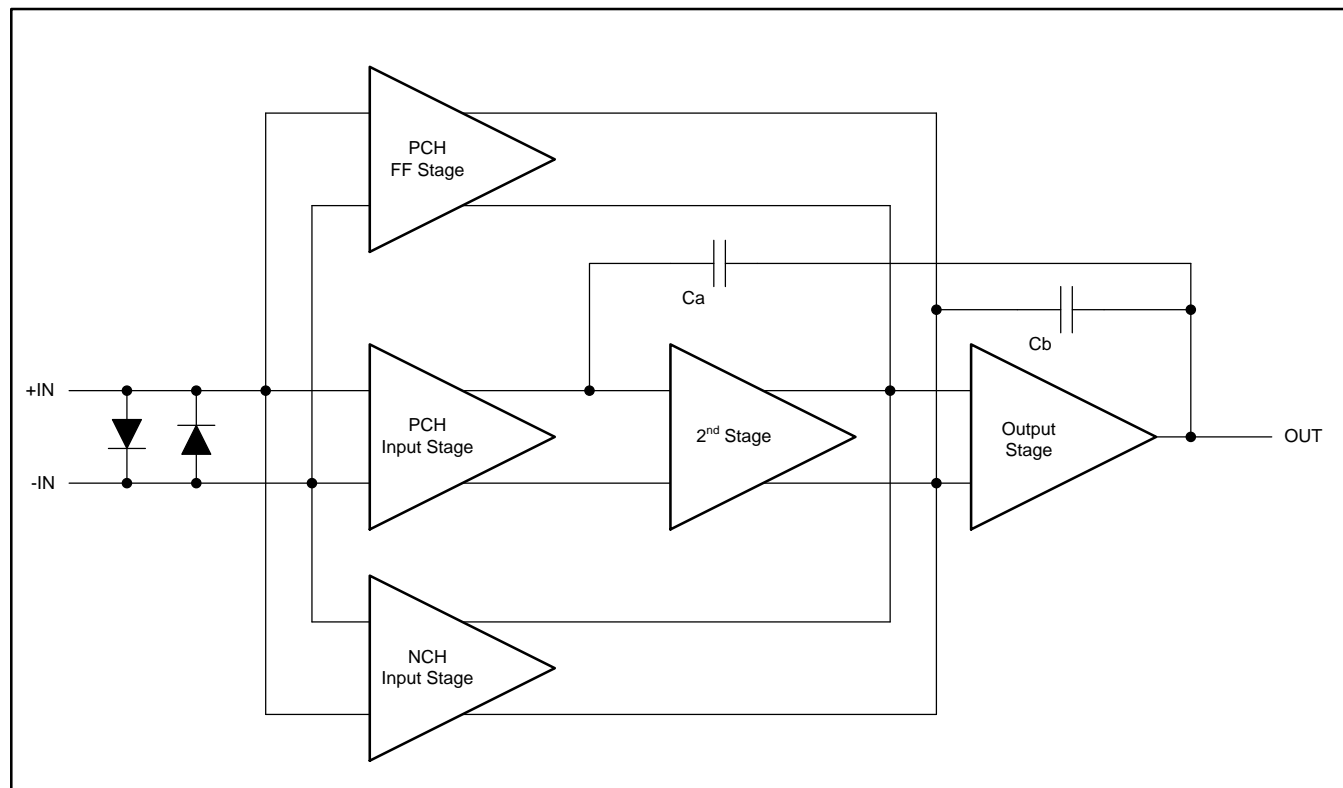 PCH
FF Stage
Ca
Cb
+IN
-IN
PCH
Input Stage
2nd Stage
Output
Stage
OUT
NCH
Input Stage